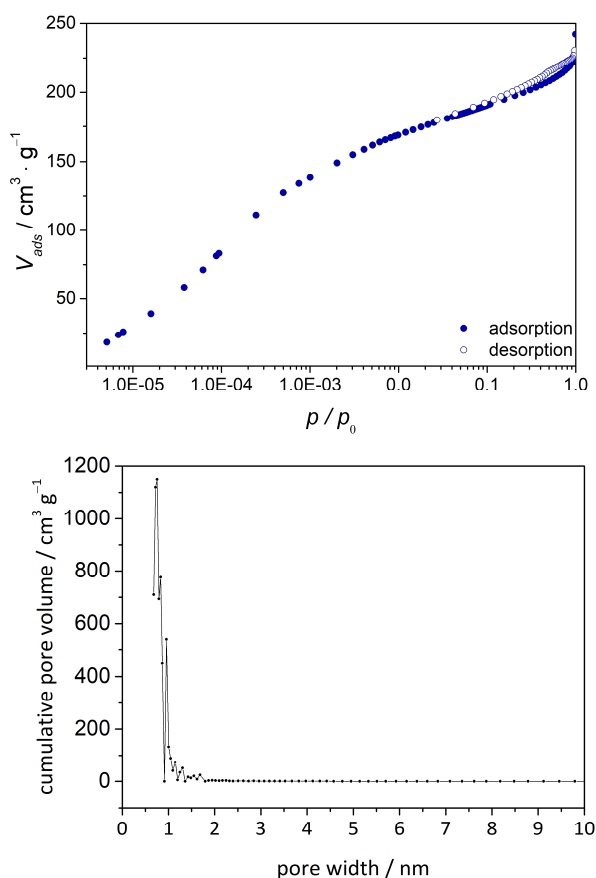 250
200
150
100
50
V_ads / cm³ · g⁻¹
adsorption
desorption
1.0E-05 1.0E-04 1.0E-03 0.0 0.1 1.0
p / p₀
1200
1000
800
600
400
200
0
cumulative pore volume / cm³ g⁻¹
0 1 2 3 4 5 6 7 8 9 10
pore width / nm